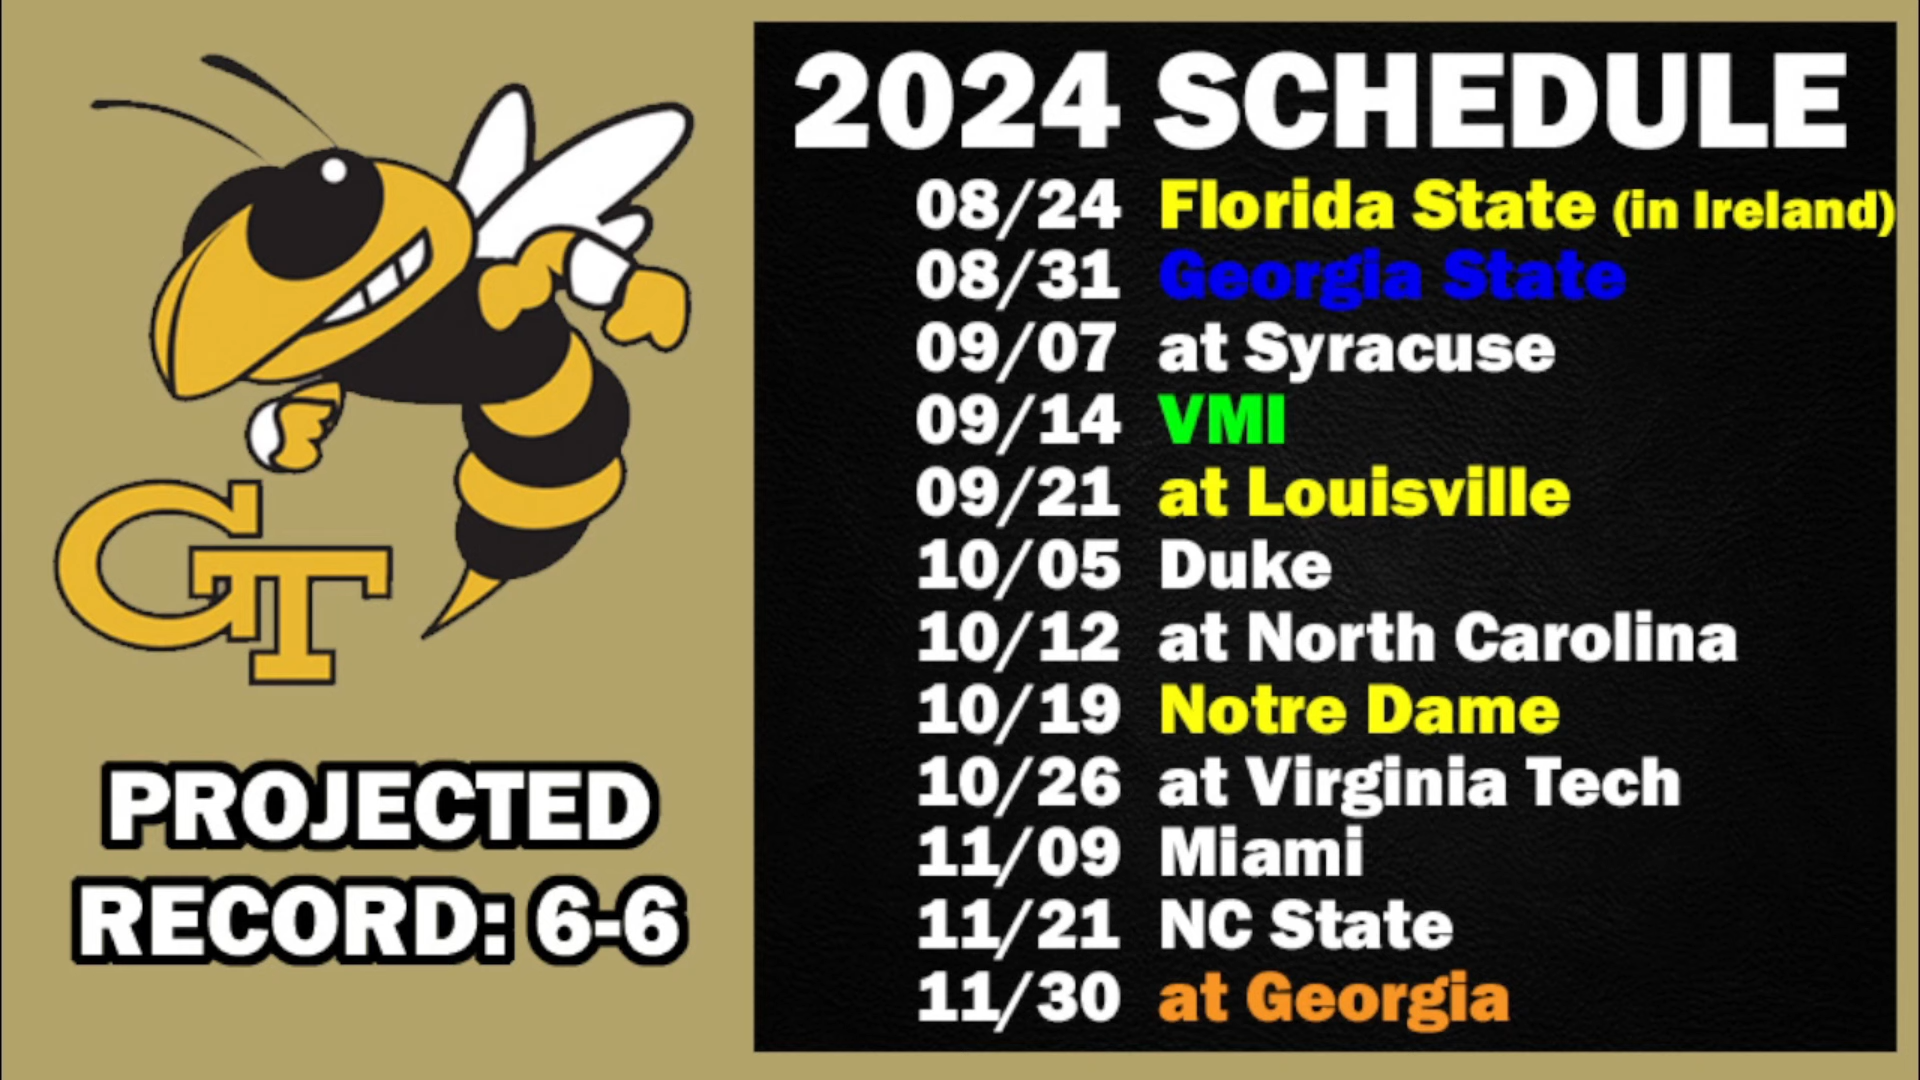 2024 SCHEDULE
08/24 Florida State (in Ireland)
08/31 Georgia State
09/07 at Syracuse
09/14 VMI
09/21 at Louisville
10/05 Duke
10/12 at North Carolina
10/19 Notre Dame
10/26 at Virginia Tech
11/09 Miami
11/21 NC State
11/30 at Georgia
GT
PROJECTED
RECORD: 6-6